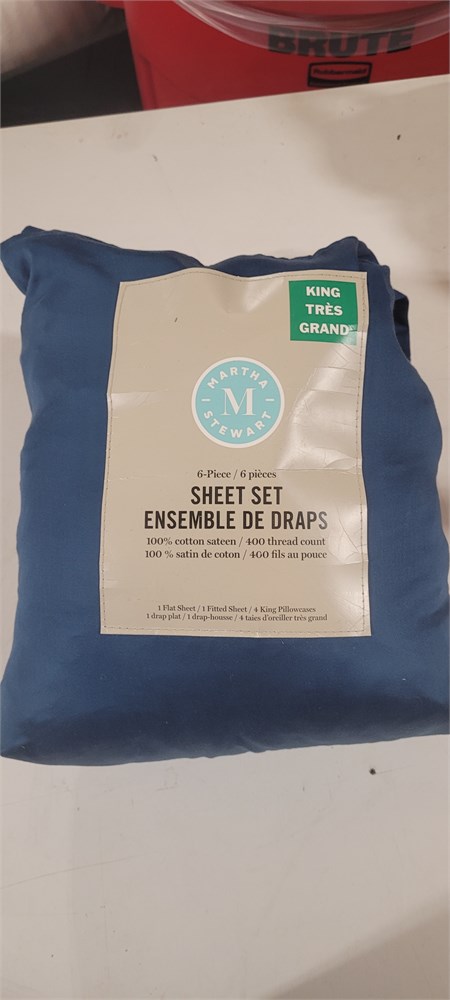 BRUTE
Rubbermaid
KING
TRÈS
GRAND
MARTHA
M
STEWART
6-Piece / 6 pièces
SHEET SET
ENSEMBLE DE DRAPS
100% cotton sateen / 400 thread count
100 % satin de coton / 400 fils au pouce
1 Flat Sheet / 1 Fitted Sheet / 4 King Pillowcases
1 drap plat / 1 drap-housse / 4 taies d'oreiller très grand